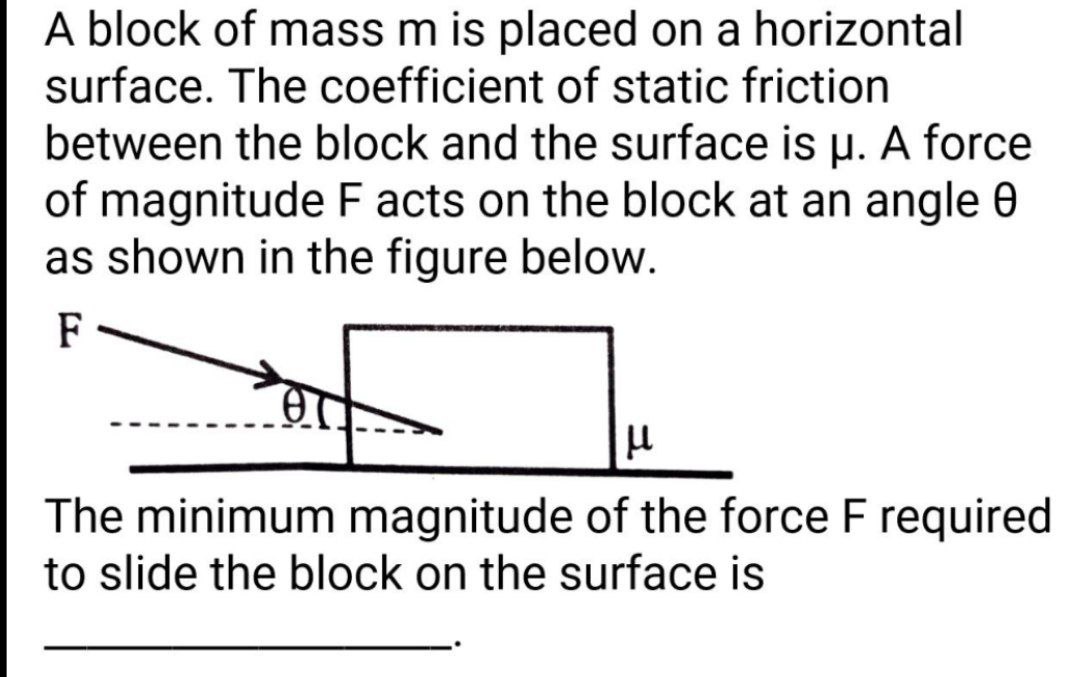 A block of mass m is placed on a horizontal
surface. The coefficient of static friction
between the block and the surface is μ. A force
of magnitude F acts on the block at an angle θ
as shown in the figure below.
F
θ
μ
The minimum magnitude of the force F required
to slide the block on the surface is
____________________.